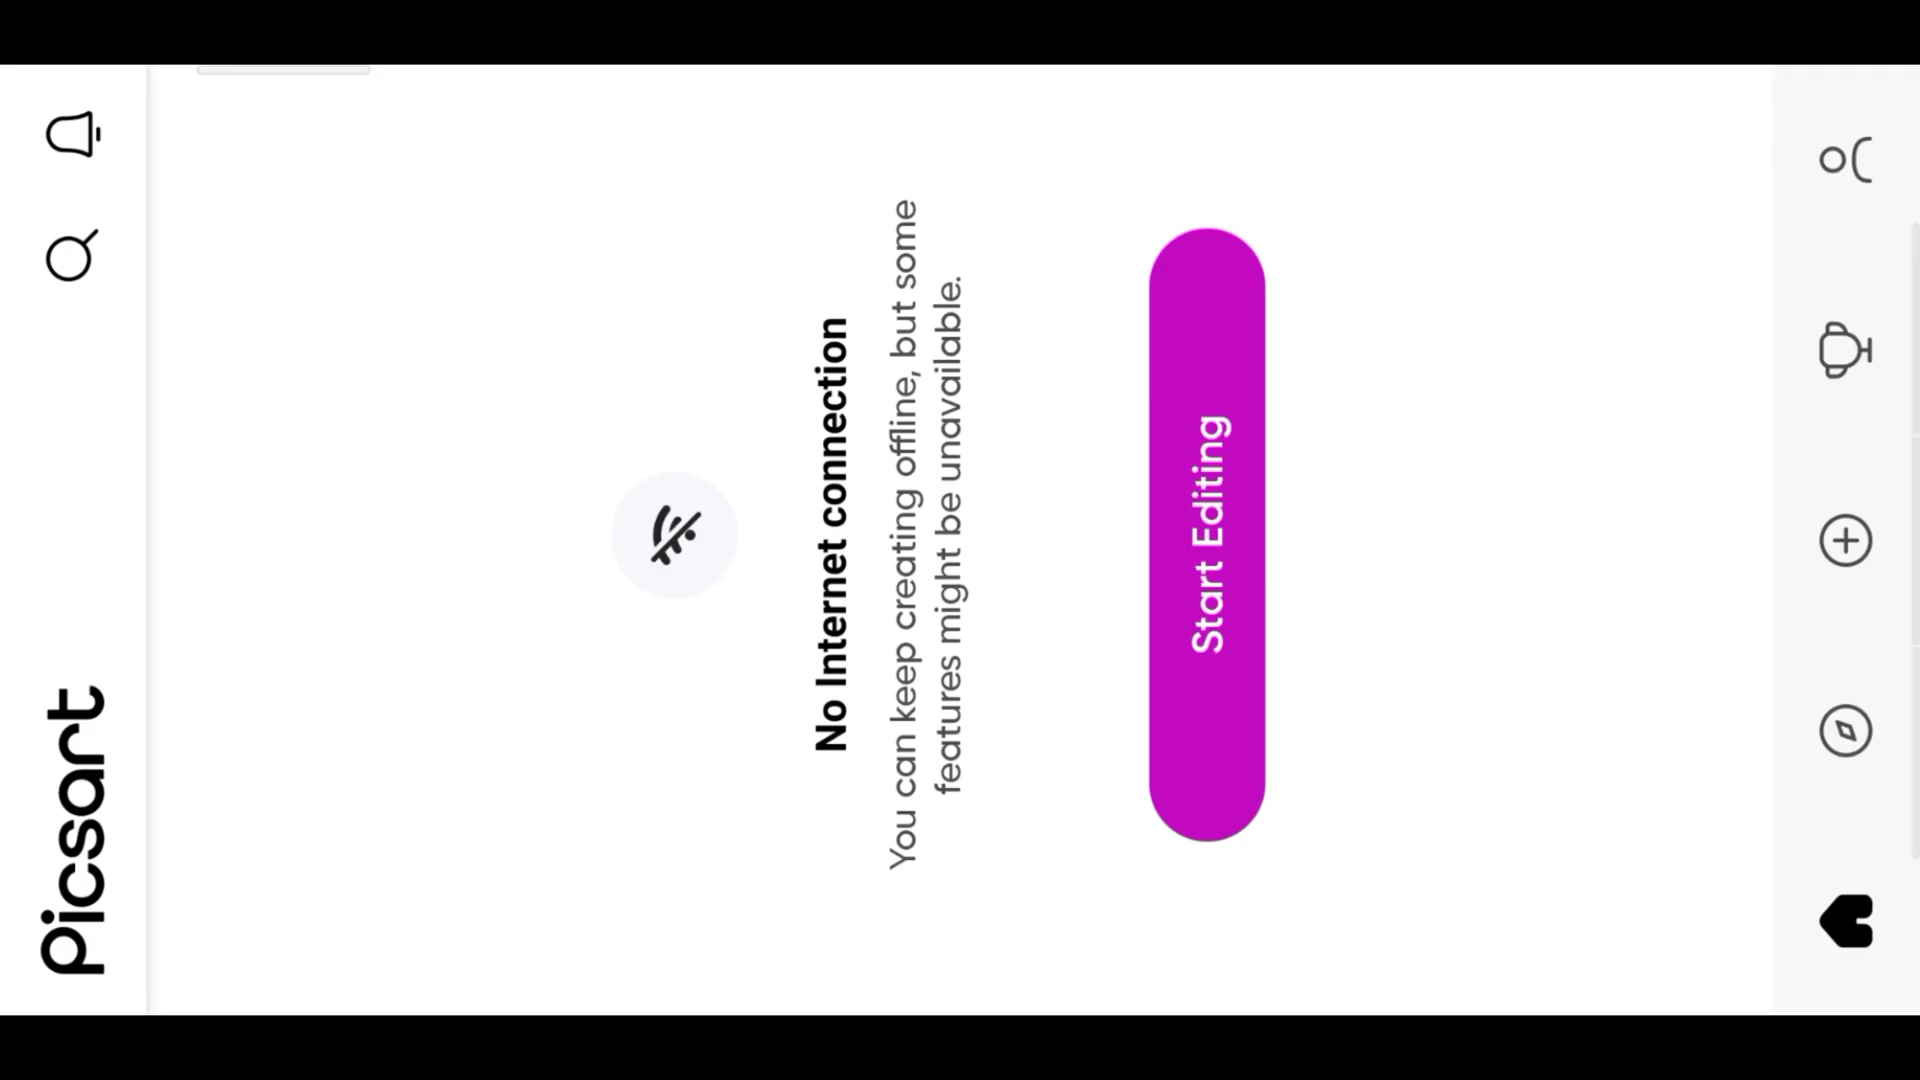 Picsart
No Internet connection
You can keep creating offline, but some
features might be unavailable.
Start Editing